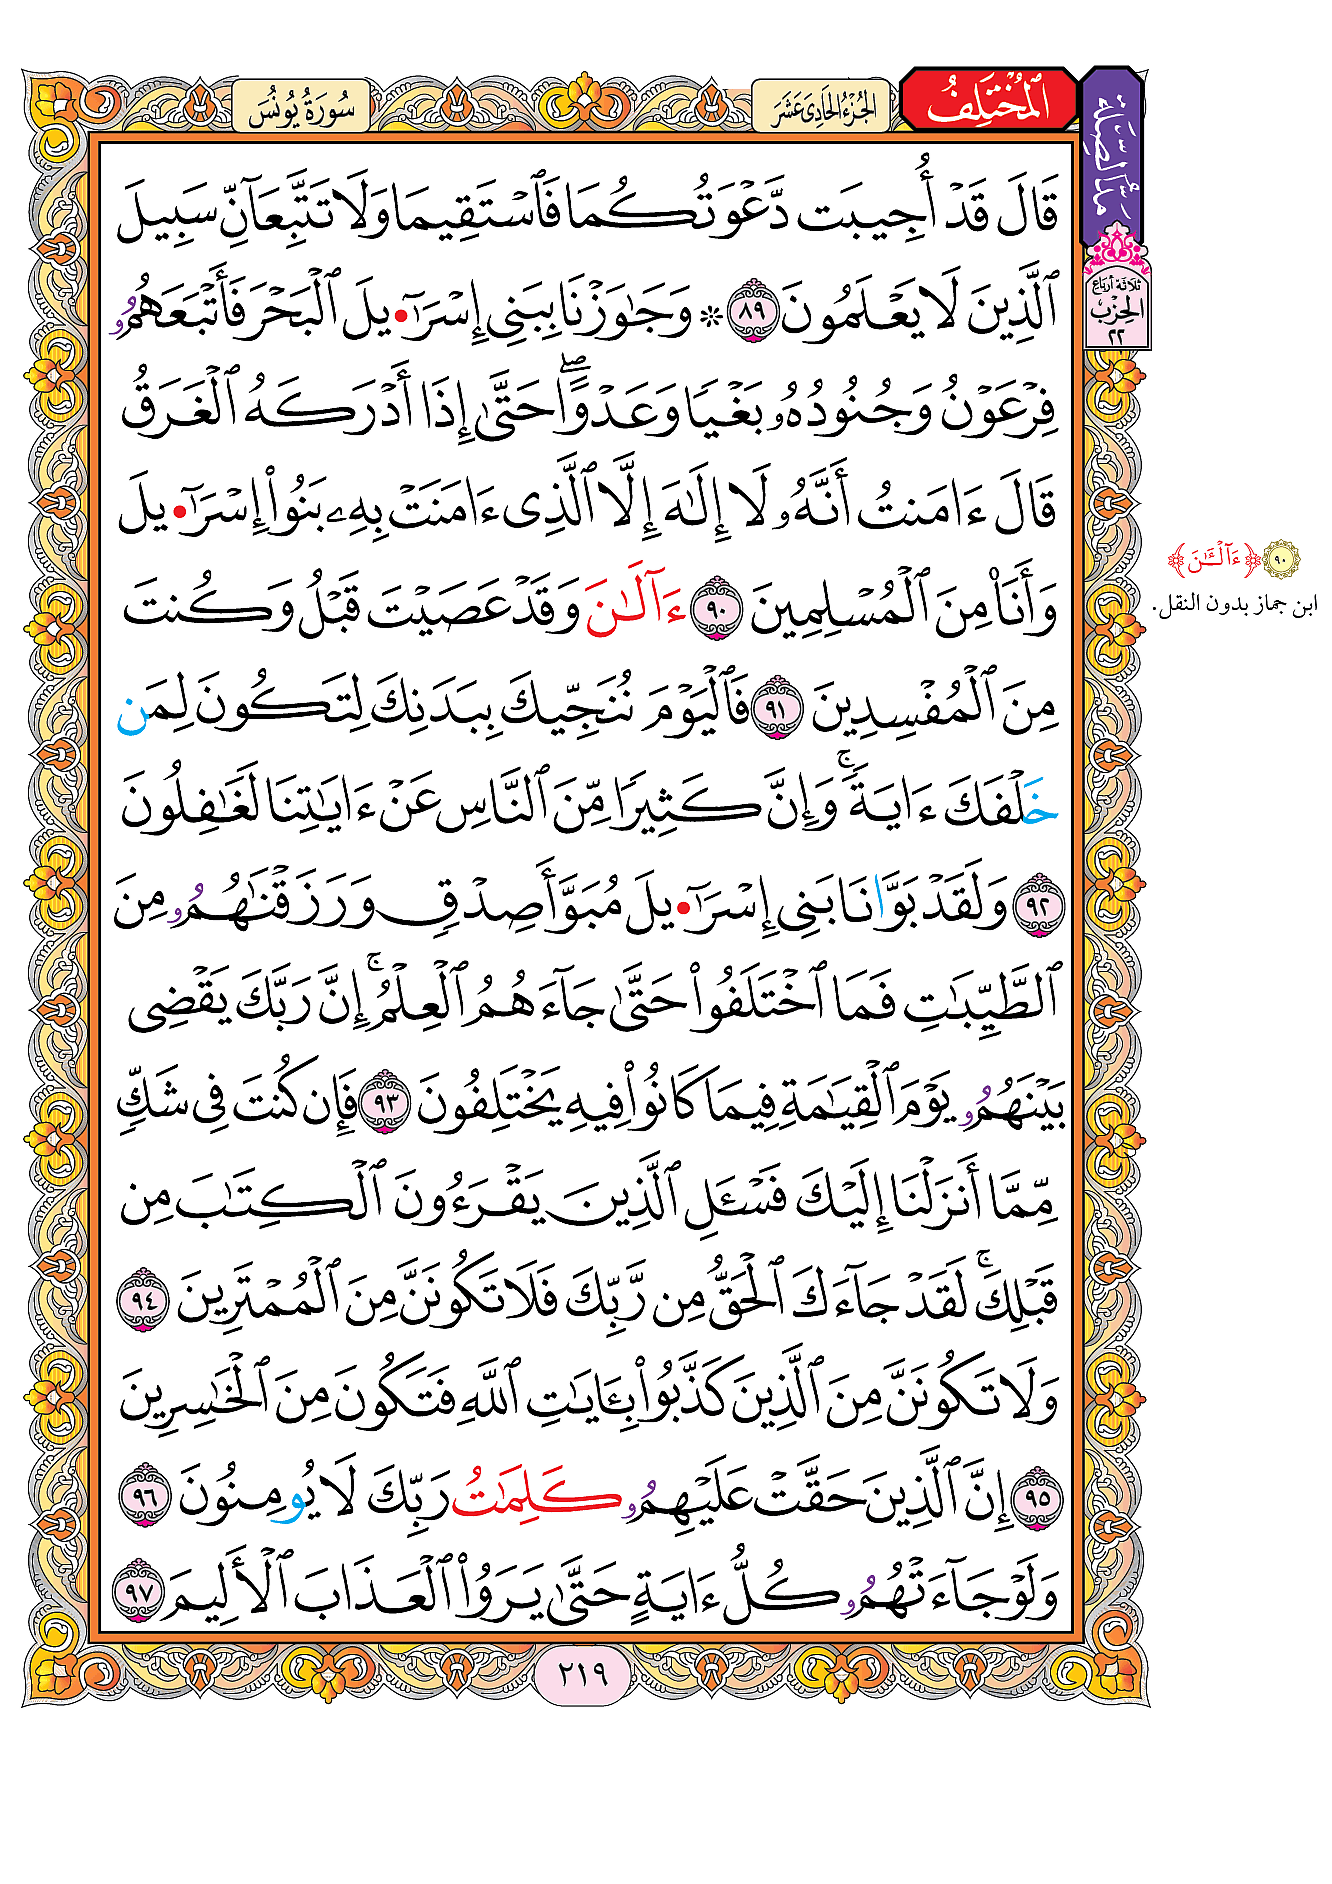 سُورَةُ يُونُسَ
الجُزْءُ الحَادِى عَشَرَ
ٱلْمُخْتَلِفُ
مَدُّ ٱلصِّلَة
ثلاثة أرباع
الحِزْب
٢٢
قَالَ قَدْ أُجِيبَت دَّعْوَتُكُمَا فَٱسْتَقِيمَا وَلَا تَتَّبِعَآنِّ سَبِيلَ
ٱلَّذِينَ لَا يَعْلَمُونَ ٨٩ ۞ وَجَٰوَزْنَا بِبَنِى إِسْرَآ•يلَ ٱلْبَحْرَ فَأَتْبَعَهُمُۥ
فِرْعَوْنُ وَجُنُودُهُۥ بَغْيًا وَعَدْوًا ۖ حَتَّىٰ إِذَا أَدْرَكَهُ ٱلْغَرَقُ
قَالَ ءَامَنتُ أَنَّهُۥ لَا إِلَٰهَ إِلَّا ٱلَّذِى ءَامَنَتْ بِهِۦ بَنُوا۟ إِسْرَآ•يلَ
وَأَنَا۠ مِنَ ٱلْمُسْلِمِينَ ٩٠ ءَآلَٰنَ وَقَدْ عَصَيْتَ قَبْلُ وَكُنتَ
مِنَ ٱلْمُفْسِدِينَ ٩١ فَٱلْيَوْمَ نُنَجِّيكَ بِبَدَنِكَ لِتَكُونَ لِمَن
خَلْفَكَ ءَايَةً ۚ وَإِنَّ كَثِيرًا مِّنَ ٱلنَّاسِ عَنْ ءَايَٰتِنَا لَغَٰفِلُونَ
٩٢ وَلَقَدْ بَوَّانَا بَنِى إِسْرَآ•يلَ مُبَوَّأَ صِدْقٍ وَرَزَقْنَٰهُمُۥ مِنَ
ٱلطَّيِّبَٰتِ فَمَا ٱخْتَلَفُوا۟ حَتَّىٰ جَآءَهُمُ ٱلْعِلْمُ ۚ إِنَّ رَبَّكَ يَقْضِى
بَيْنَهُمُۥ يَوْمَ ٱلْقِيَٰمَةِ فِيمَا كَانُوا۟ فِيهِ يَخْتَلِفُونَ ٩٣ فَإِن كُنتَ فِى شَكٍّ
مِّمَّا أَنزَلْنَا إِلَيْكَ فَسْـَٔلِ ٱلَّذِينَ يَقْرَءُونَ ٱلْكِتَٰبَ مِن
قَبْلِكَ ۚ لَقَدْ جَآءَكَ ٱلْحَقُّ مِن رَّبِّكَ فَلَا تَكُونَنَّ مِنَ ٱلْمُمْتَرِينَ ٩٤
وَلَا تَكُونَنَّ مِنَ ٱلَّذِينَ كَذَّبُوا۟ بِـَٔايَٰتِ ٱللَّهِ فَتَكُونَ مِنَ ٱلْخَٰسِرِينَ
٩٥ إِنَّ ٱلَّذِينَ حَقَّتْ عَلَيْهِمُۥ كَلِمَٰتُ رَبِّكَ لَا يُومِنُونَ ٩٦
وَلَوْ جَآءَتْهُمُۥ كُلُّ ءَايَةٍ حَتَّىٰ يَرَوُا۟ ٱلْعَذَابَ ٱلْأَلِيمَ ٩٧
٩٠ ﴿ءَآلْـَٰٔنَ﴾
ابن جماز بدون النقل.
٢١٩